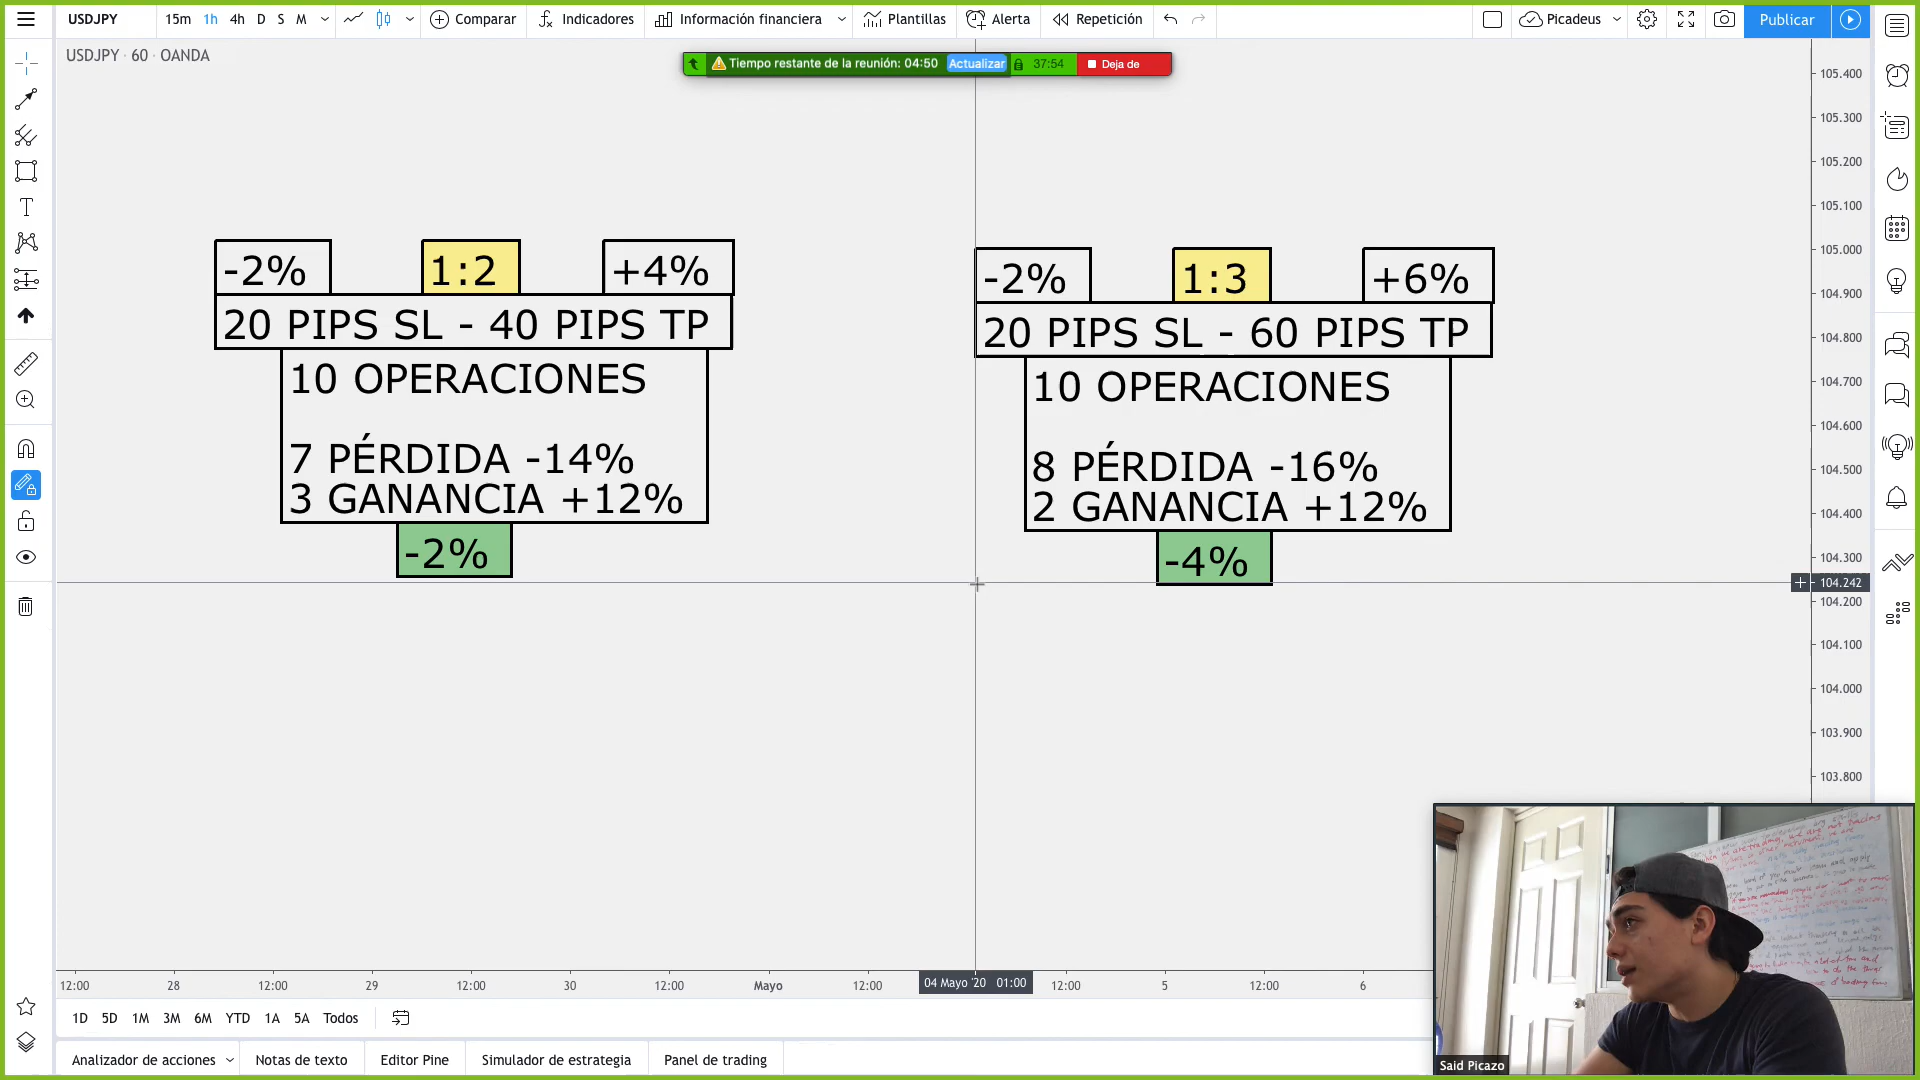 USDJPY 15m 1h 4h D S M Comparar Indicadores Información financiera Plantillas Alerta Repetición Picadeus Publicar
USDJPY · 60 · OANDA
Tiempo restante de la reunión: 04:50 Actualizar 37:54 Deja de
-2% 1:2 +4%
20 PIPS SL - 40 PIPS TP
10 OPERACIONES
7 PÉRDIDA -14%
3 GANANCIA +12%
-2%
-2% 1:3 +6%
20 PIPS SL - 60 PIPS TP
10 OPERACIONES
8 PÉRDIDA -16%
2 GANANCIA +12%
-4%
105.400
105.300
105.200
105.100
105.000
104.900
104.800
104.700
104.600
104.500
104.400
104.300
104.242
104.200
104.100
104.000
103.900
103.800
12:00 28 12:00 29 12:00 30 12:00 Mayo 12:00 04 Mayo '20 01:00 12:00 5 12:00 6
1D 5D 1M 3M 6M YTD 1A 5A Todos
Analizador de acciones Notas de texto Editor Pine Simulador de estrategia Panel de trading
Said Picazo